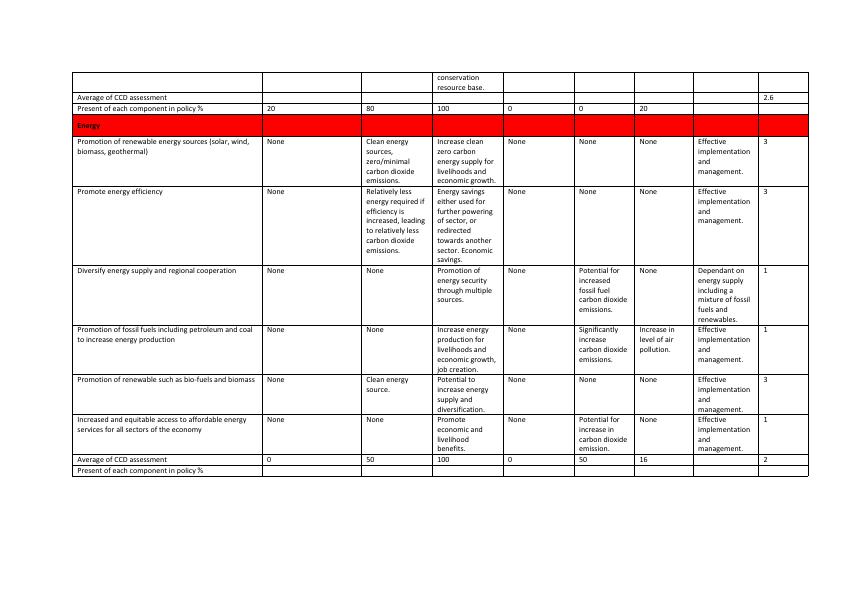 conservation
resource base.
Average of CCD assessment 2.6
Present of each component in policy % 20 80 100 0 0 20
Energy
Promotion of renewable energy sources (solar, wind,
biomass, geothermal)
None
Clean energy
sources,
zero/minimal
carbon dioxide
emissions.
Increase clean
zero carbon
energy supply for
livelihoods and
economic growth.
None
None
None
Effective
implementation
and
management.
3
Promote energy efficiency
None
Relatively less
energy required if
efficiency is
increased, leading
to relatively less
carbon dioxide
emissions.
Energy savings
either used for
further powering
of sector, or
redirected
towards another
sector. Economic
savings.
None
None
None
Effective
implementation
and
management.
3
Diversify energy supply and regional cooperation
None
None
Promotion of
energy security
through multiple
sources.
None
Potential for
increased
fossil fuel
carbon dioxide
emissions.
None
Dependant on
energy supply
including a
mixture of fossil
fuels and
renewables.
1
Promotion of fossil fuels including petroleum and coal
to increase energy production
None
None
Increase energy
production for
livelihoods and
economic growth,
job creation.
None
Significantly
increase
carbon dioxide
emissions.
Increase in
level of air
pollution.
Effective
implementation
and
management.
1
Promotion of renewable such as bio-fuels and biomass
None
Clean energy
source.
Potential to
increase energy
supply and
diversification.
None
None
None
Effective
implementation
and
management.
3
Increased and equitable access to affordable energy
services for all sectors of the economy
None
None
Promote
economic and
livelihood
benefits.
None
Potential for
increase in
carbon dioxide
emission.
None
Effective
implementation
and
management.
1
Average of CCD assessment 0 50 100 0 50 16 2
Present of each component in policy %